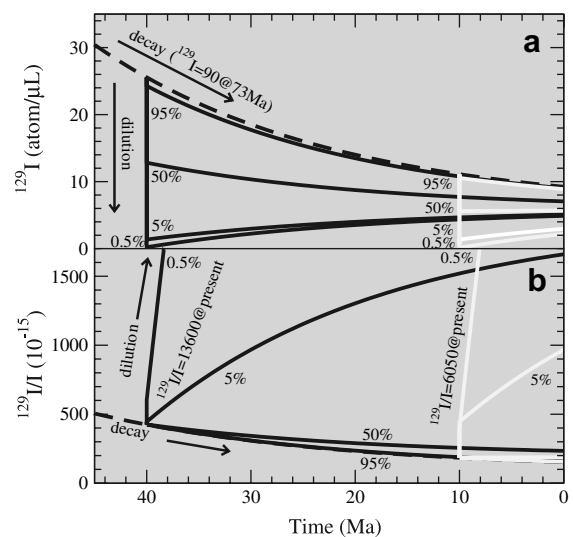 a
30
20
10
0
¹²⁹I (atom/μL)
decay (¹²⁹I=90@73Ma)
dilution
95%
50%
5%
0.5%
95%
50%
5%
0.5%
b
1500
1000
500
0
¹²⁹I/I (10⁻¹⁵)
dilution
0.5%
¹²⁹I/I=13600@present
5%
decay
50%
95%
0.5%
¹²⁹I/I=6050@present
5%
40
30
20
10
0
Time (Ma)